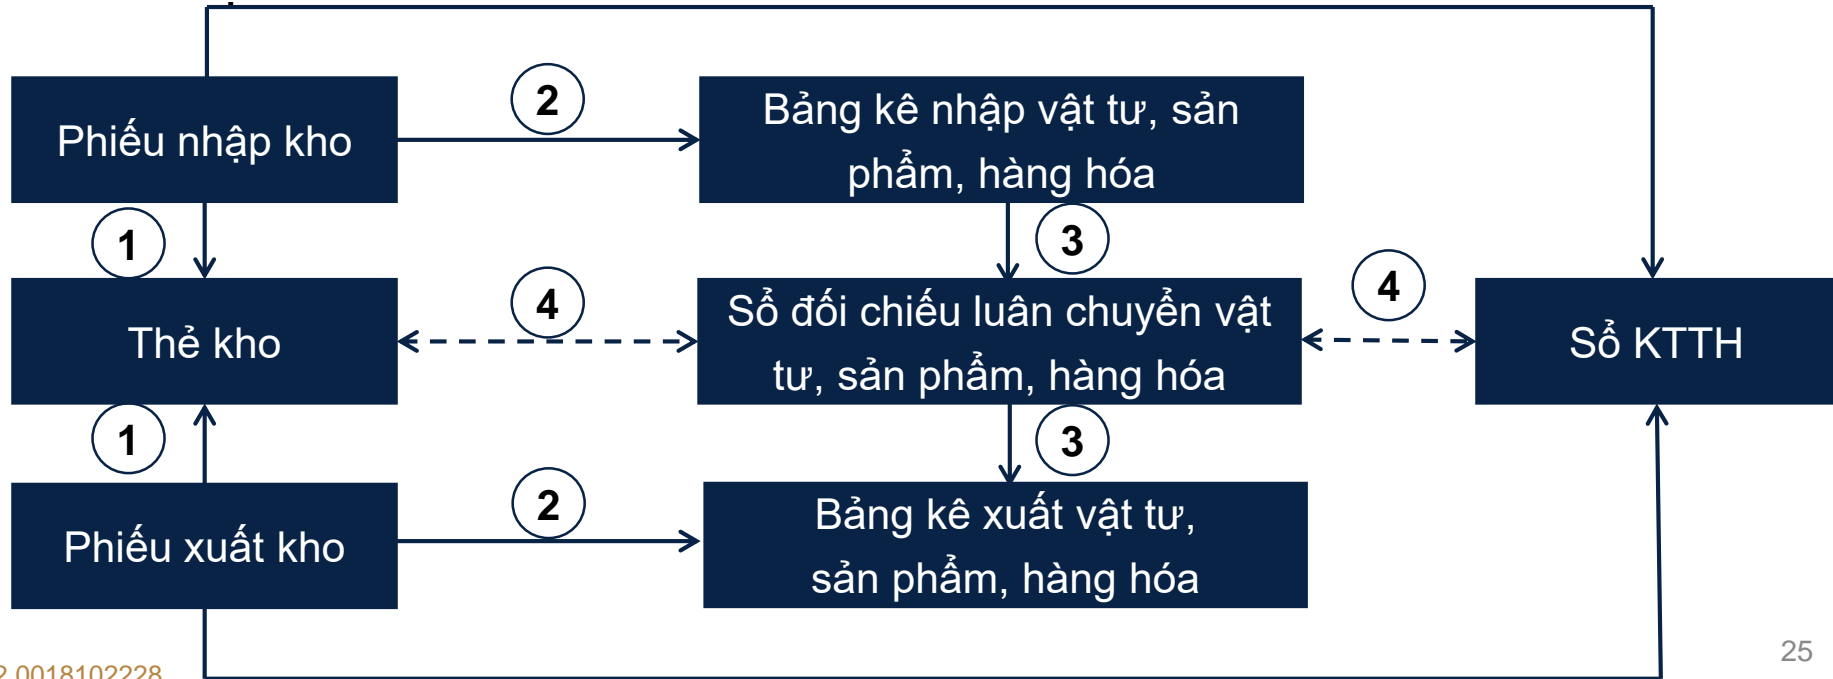 Phiếu nhập kho
2
Bảng kê nhập vật tư, sản
phẩm, hàng hóa
1
3
Thẻ kho
4
Sổ đối chiếu luân chuyển vật
tư, sản phẩm, hàng hóa
4
Sổ KTTH
1
3
Phiếu xuất kho
2
Bảng kê xuất vật tư,
sản phẩm, hàng hóa
25
0018102228